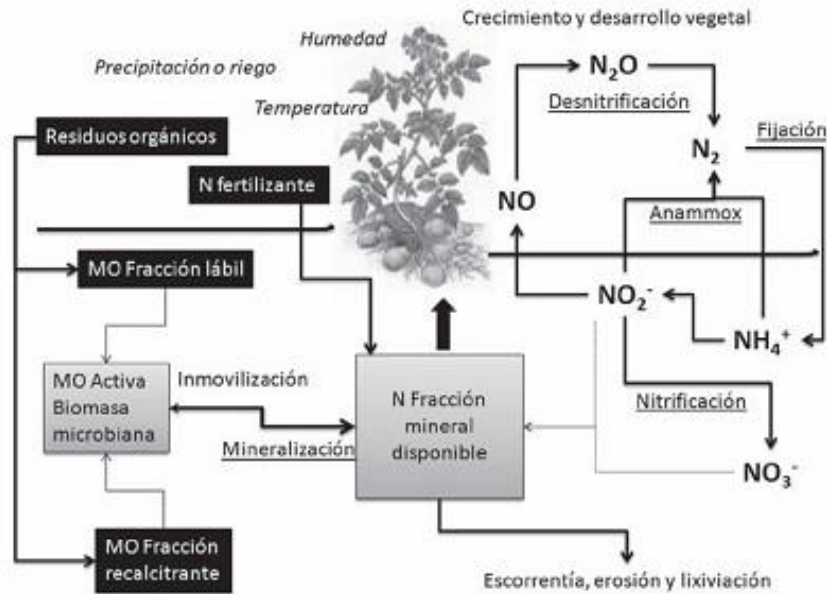 Crecimiento y desarrollo vegetal
Humedad
Precipitación o riego
Temperatura
N₂O
Desnitrificación
Residuos orgánicos
N₂
Fijación
N fertilizante
NO
Anammox
MO Fracción lábil
NO₂⁻
NH₄⁺
MO Activa
Biomasa
microbiana
Inmovilización
Mineralización
N Fracción
mineral
disponible
Nitrificación
NO₃⁻
MO Fracción
recalcitrante
Escorrentía, erosión y lixiviación